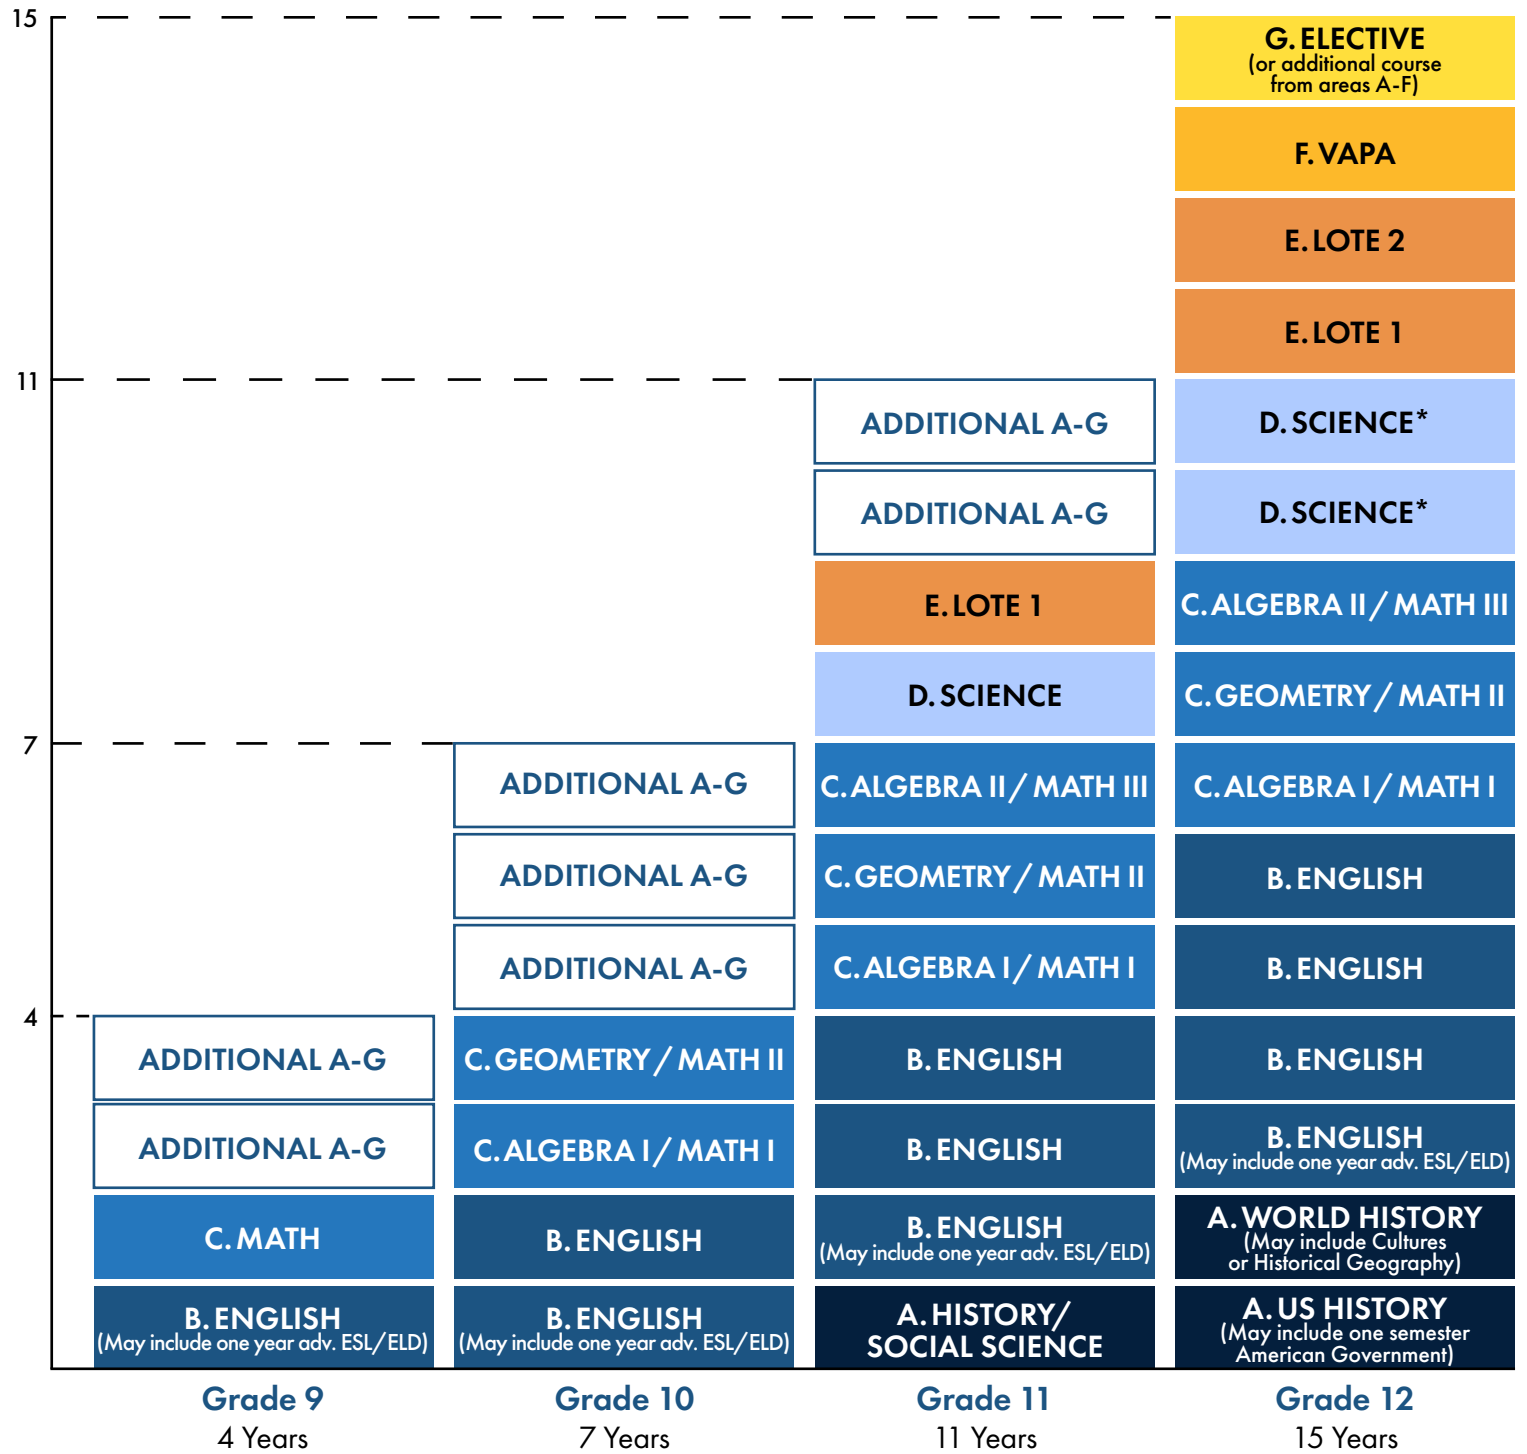 15
G. ELECTIVE
(or additional course
from areas A-F)
F. VAPA
E. LOTE 2
E. LOTE 1
11
ADDITIONAL A-G
D. SCIENCE*
ADDITIONAL A-G
D. SCIENCE*
E. LOTE 1
C. ALGEBRA II / MATH III
D. SCIENCE
C. GEOMETRY / MATH II
7
ADDITIONAL A-G
C. ALGEBRA II / MATH III
C. ALGEBRA I / MATH I
ADDITIONAL A-G
C. GEOMETRY / MATH II
B. ENGLISH
ADDITIONAL A-G
C. ALGEBRA I / MATH I
B. ENGLISH
4
ADDITIONAL A-G
C. GEOMETRY / MATH II
B. ENGLISH
B. ENGLISH
ADDITIONAL A-G
C. ALGEBRA I / MATH I
B. ENGLISH
B. ENGLISH
(May include one year adv. ESL/ELD)
C. MATH
B. ENGLISH
B. ENGLISH
(May include one year adv. ESL/ELD)
A. WORLD HISTORY
(May include Cultures
or Historical Geography)
B. ENGLISH
(May include one year adv. ESL/ELD)
B. ENGLISH
(May include one year adv. ESL/ELD)
A. HISTORY/
SOCIAL SCIENCE
A. US HISTORY
(May include one semester
American Government)
Grade 9
4 Years
Grade 10
7 Years
Grade 11
11 Years
Grade 12
15 Years